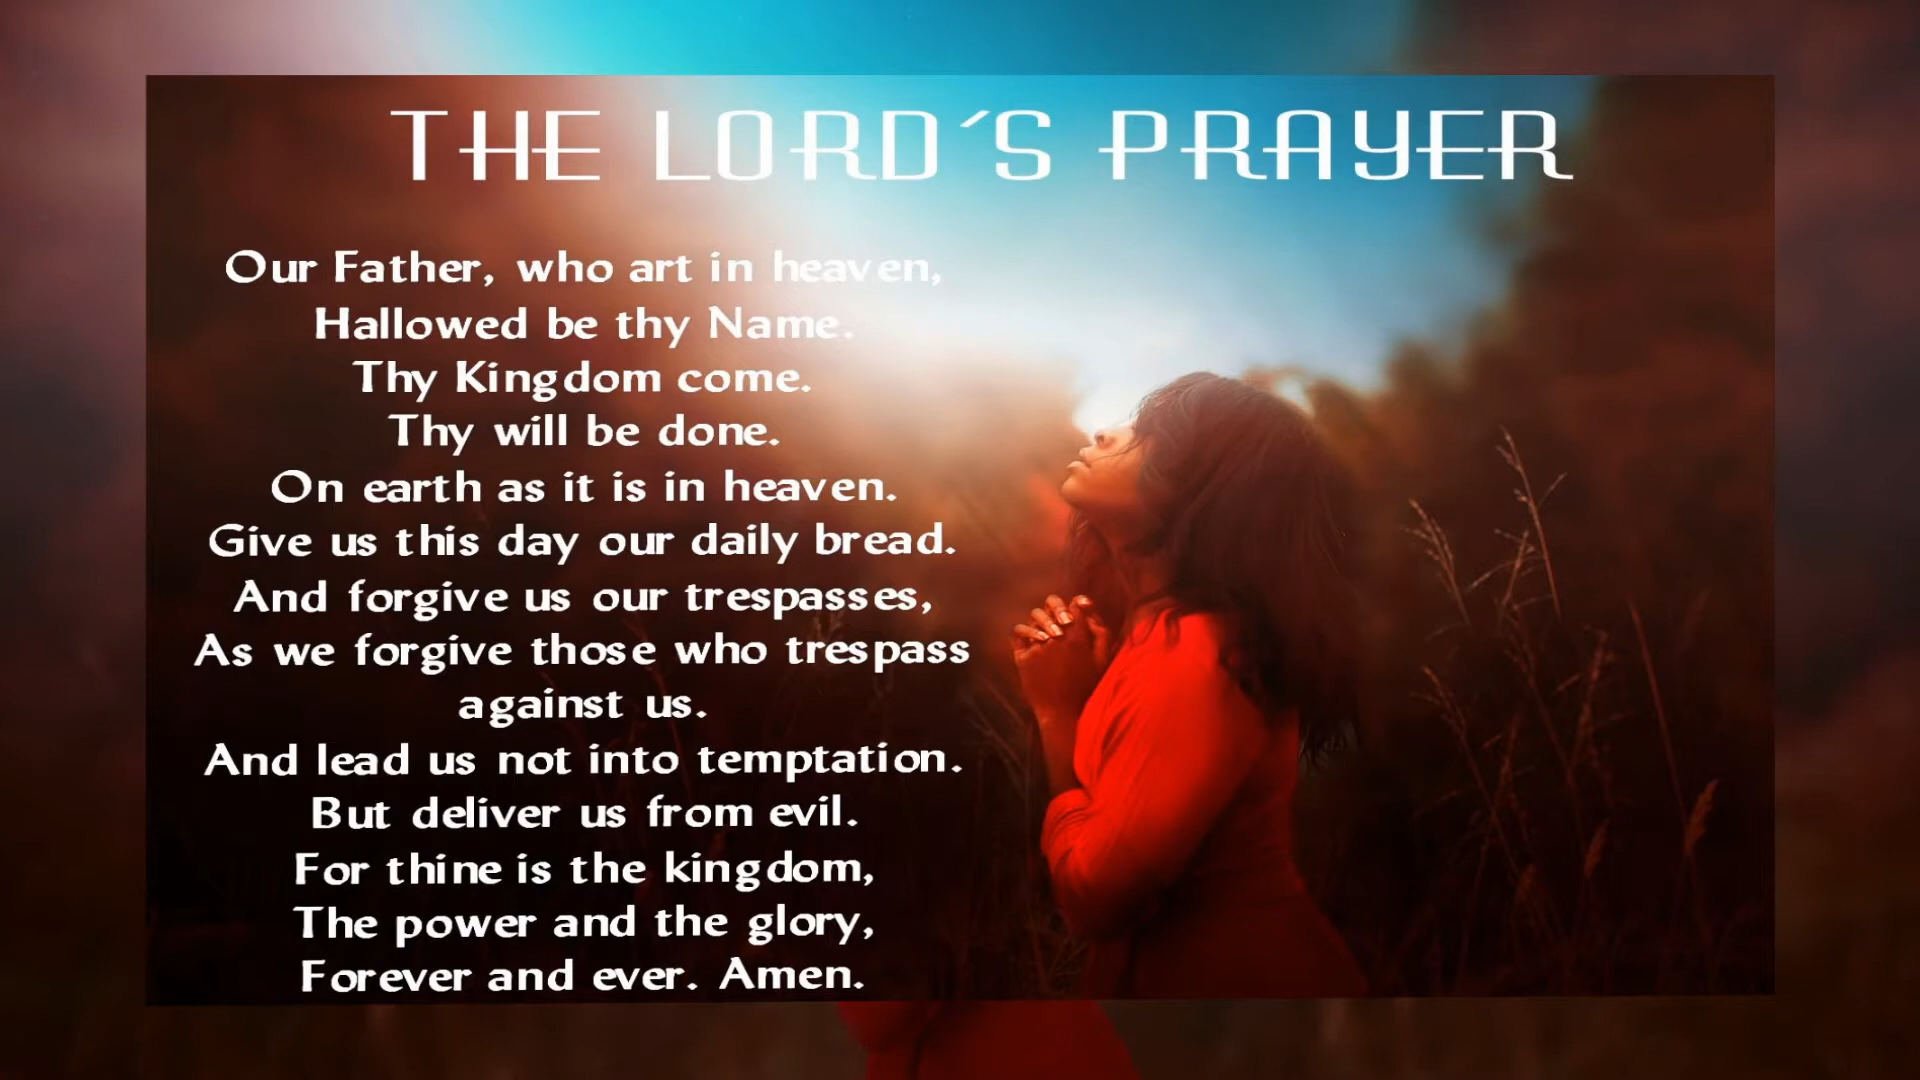 THE LORD´S PRAYER
Our Father, who art in heaven,
Hallowed be thy Name.
Thy Kingdom come.
Thy will be done.
On earth as it is in heaven.
Give us this day our daily bread.
And forgive us our trespasses,
As we forgive those who trespass
against us.
And lead us not into temptation.
But deliver us from evil.
For thine is the kingdom,
The power and the glory,
Forever and ever. Amen.